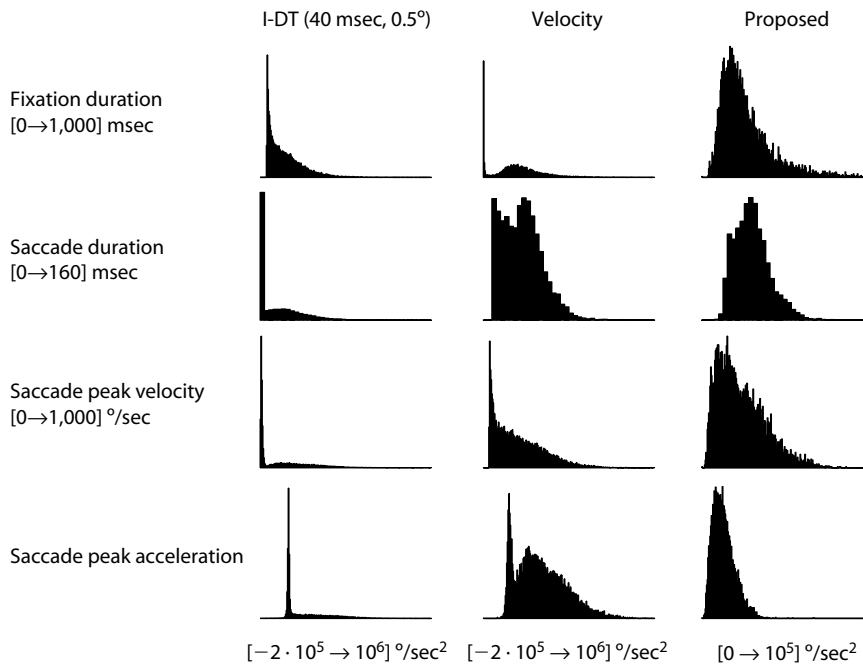 I-DT (40 msec, 0.5º) Velocity Proposed
Fixation duration
[0→1,000] msec
Saccade duration
[0→160] msec
Saccade peak velocity
[0→1,000] º/sec
Saccade peak acceleration
[−2 · 10⁵ → 10⁶] º/sec² [−2 · 10⁵ → 10⁶] º/sec² [0 → 10⁵] º/sec²